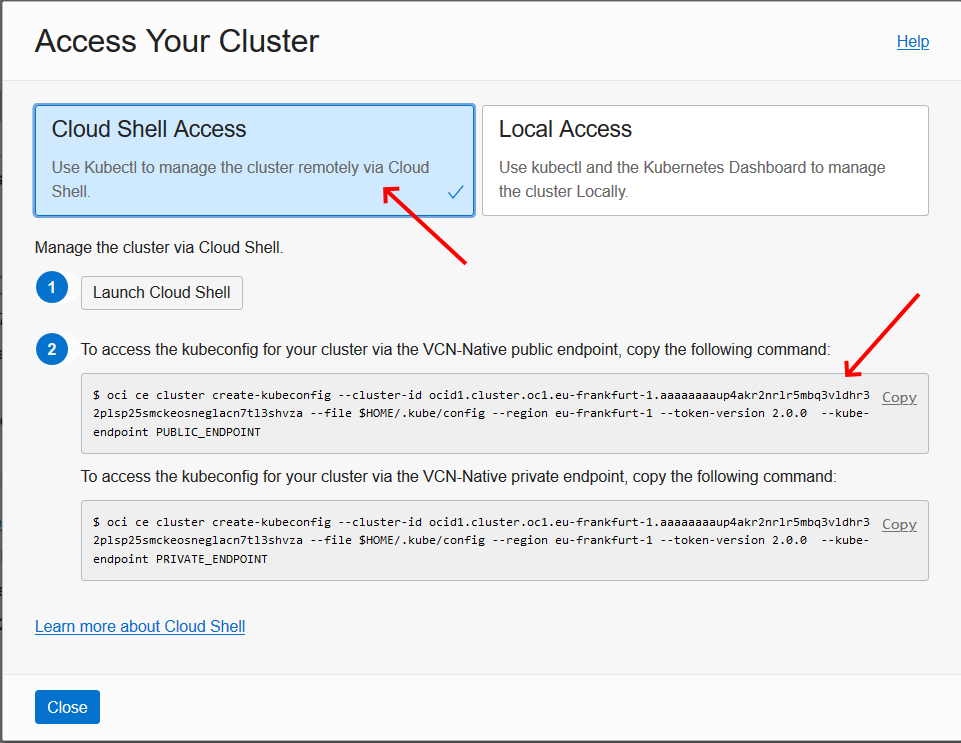 Access Your Cluster
Help
Cloud Shell Access
Use Kubectl to manage the cluster remotely via Cloud
Shell.
Local Access
Use kubectl and the Kubernetes Dashboard to manage
the cluster Locally.
Manage the cluster via Cloud Shell.
1
Launch Cloud Shell
2
To access the kubeconfig for your cluster via the VCN-Native public endpoint, copy the following command:
$ oci ce cluster create-kubeconfig --cluster-id ocid1.cluster.oc1.eu-frankfurt-1.aaaaaaaaup4akr2nrlr5mbq3vldhr3
2plsp25smckeosneglacn7tl3shvza --file $HOME/.kube/config --region eu-frankfurt-1 --token-version 2.0.0  --kube-
endpoint PUBLIC_ENDPOINT
Copy
To access the kubeconfig for your cluster via the VCN-Native private endpoint, copy the following command:
$ oci ce cluster create-kubeconfig --cluster-id ocid1.cluster.oc1.eu-frankfurt-1.aaaaaaaaup4akr2nrlr5mbq3vldhr3
2plsp25smckeosneglacn7tl3shvza --file $HOME/.kube/config --region eu-frankfurt-1 --token-version 2.0.0  --kube-
endpoint PRIVATE_ENDPOINT
Copy
Learn more about Cloud Shell
Close